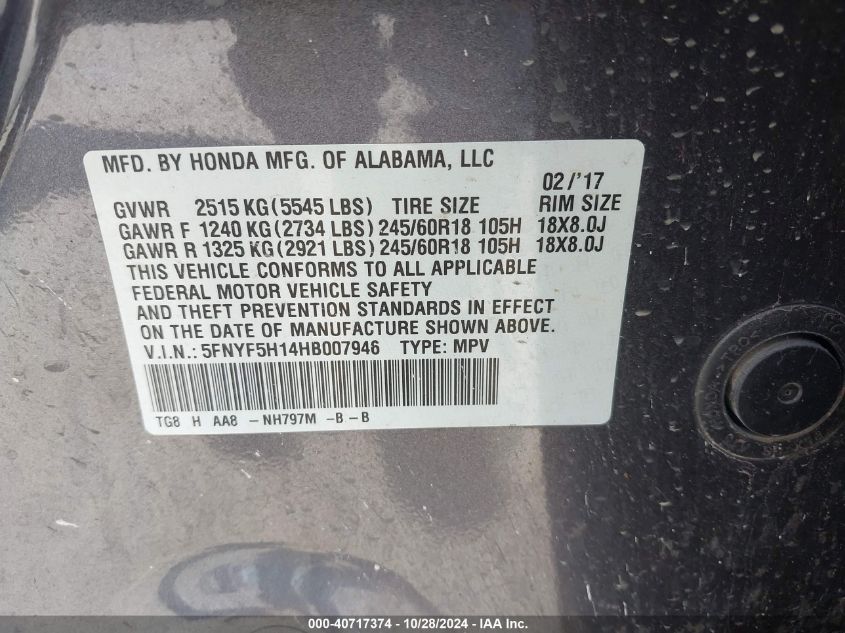 MFD. BY HONDA MFG. OF ALABAMA, LLC
02/'17
GVWR 2515 KG (5545 LBS) TIRE SIZE RIM SIZE
GAWR F 1240 KG (2734 LBS) 245/60R18 105H 18X8.0J
GAWR R 1325 KG (2921 LBS) 245/60R18 105H 18X8.0J
THIS VEHICLE CONFORMS TO ALL APPLICABLE
FEDERAL MOTOR VEHICLE SAFETY
AND THEFT PREVENTION STANDARDS IN EFFECT
ON THE DATE OF MANUFACTURE SHOWN ABOVE.
V.I.N.: 5FNYF5H14HB007946 TYPE: MPV
TG8 H AA8 - NH797M - B - B
000-40717374 - 10/28/2024 - IAA Inc.